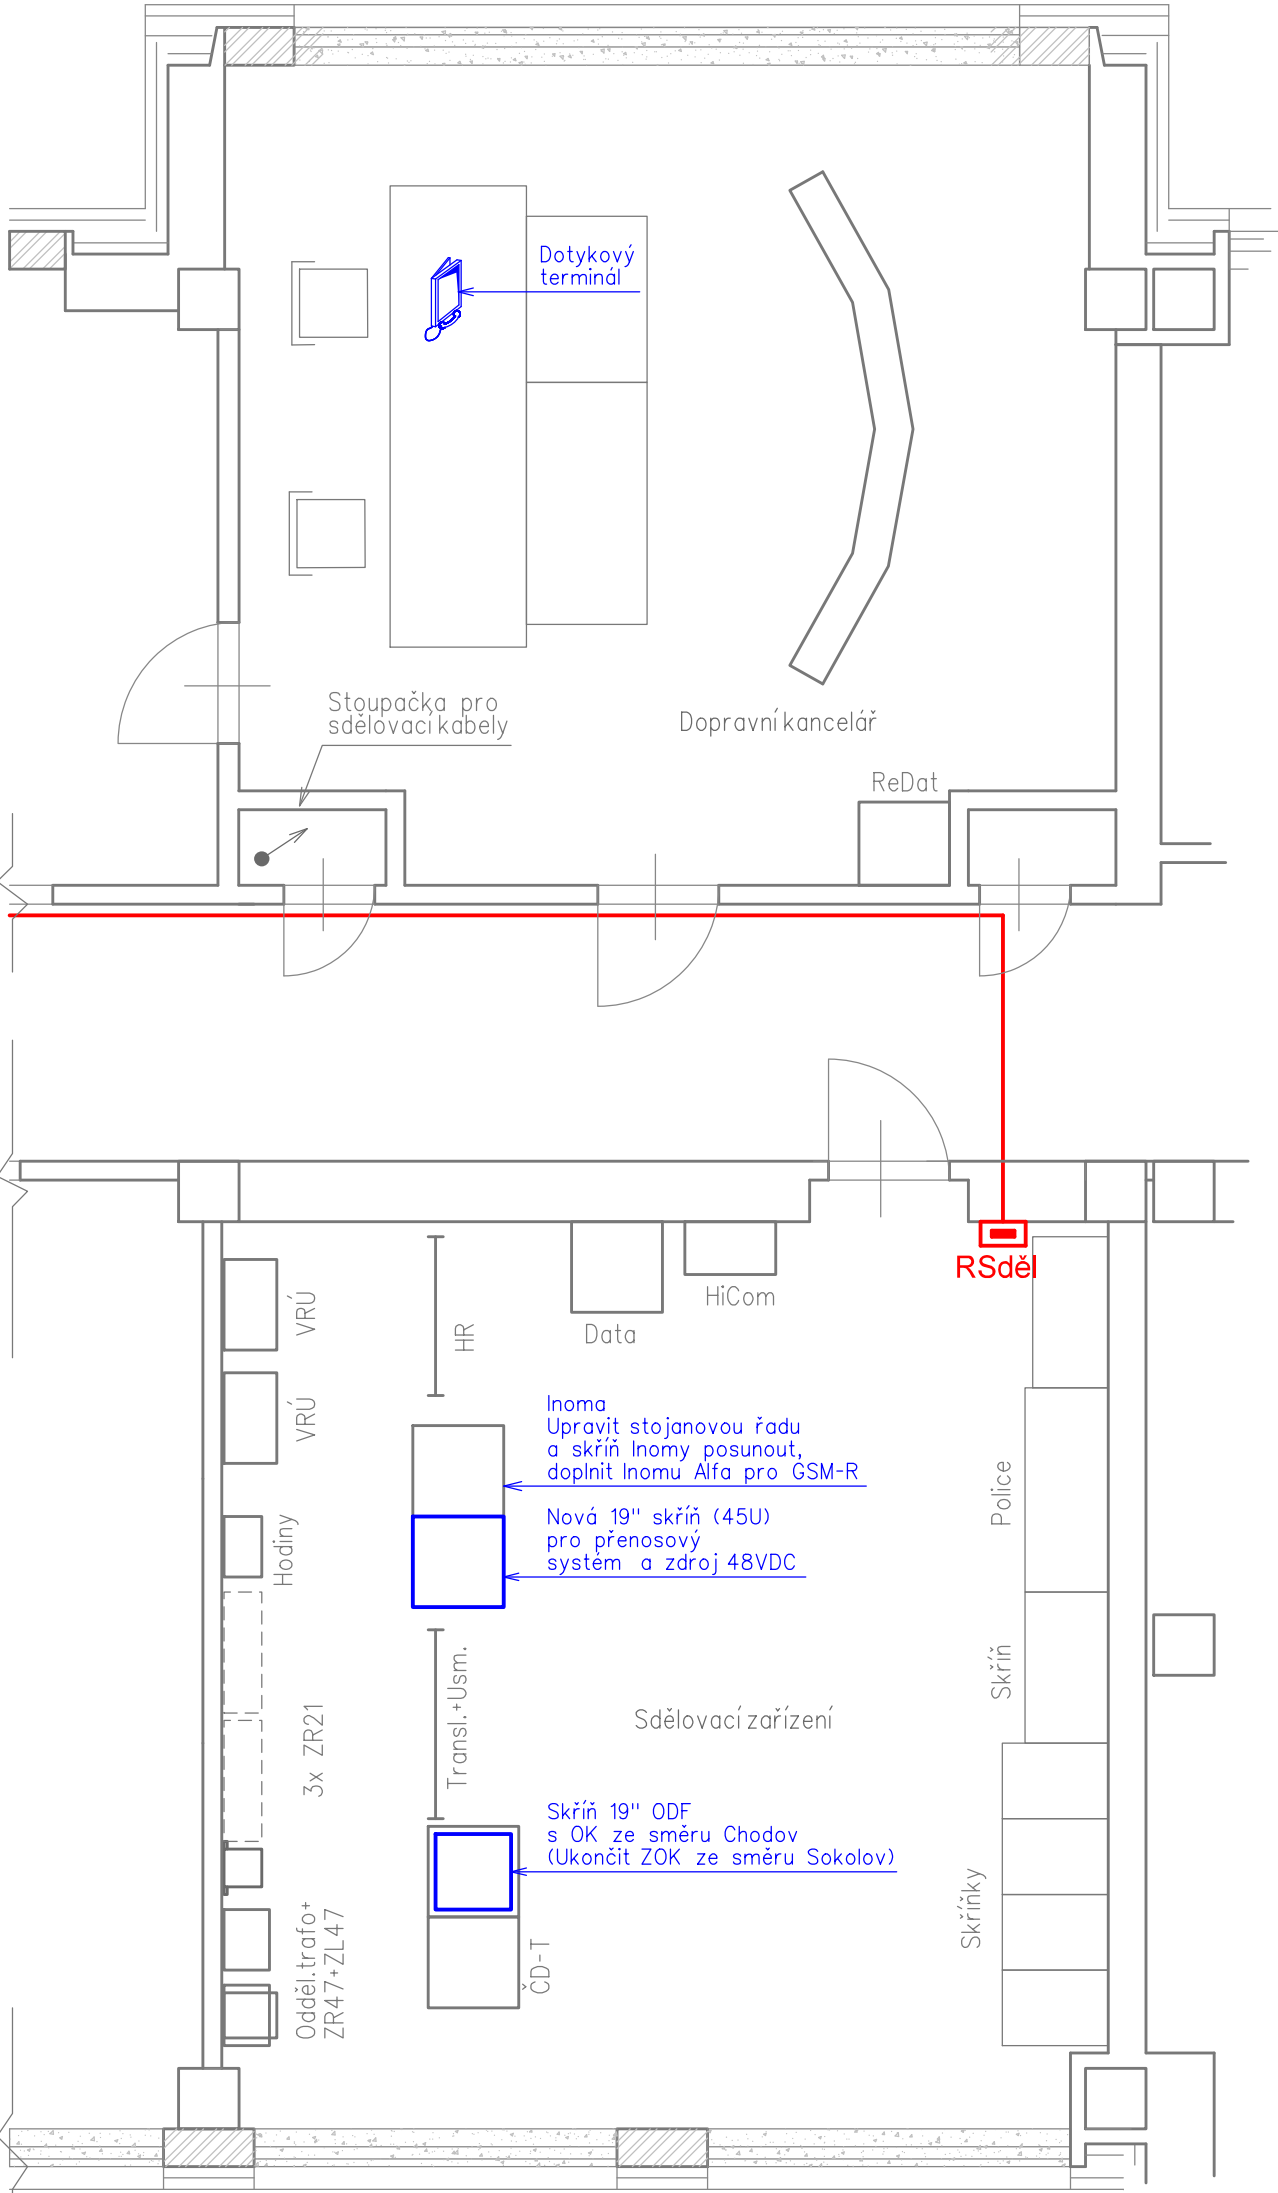 Dotykový
terminál
Stoupačka pro
sdělovací kabely
Dopravní kancelář
ReDat
RSděl
HiCom
Data
VRÚ
HR
VRÚ
Inoma
Upravit stojanovou řadu
a skříň Inomy posunout,
doplnit Inomu Alfa pro GSM-R
Nová 19" skříň (45U)
pro přenosový
systém a zdroj 48VDC
Hodiny
Police
Skříň
Transl.+Usm.
3x ZR21
Sdělovací zařízení
Skříň 19" ODF
s OK ze směru Chodov
(Ukončit ZOK ze směru Sokolov)
Skříňky
Odděl.trafo+
ZR47+ZL47
ČD-T